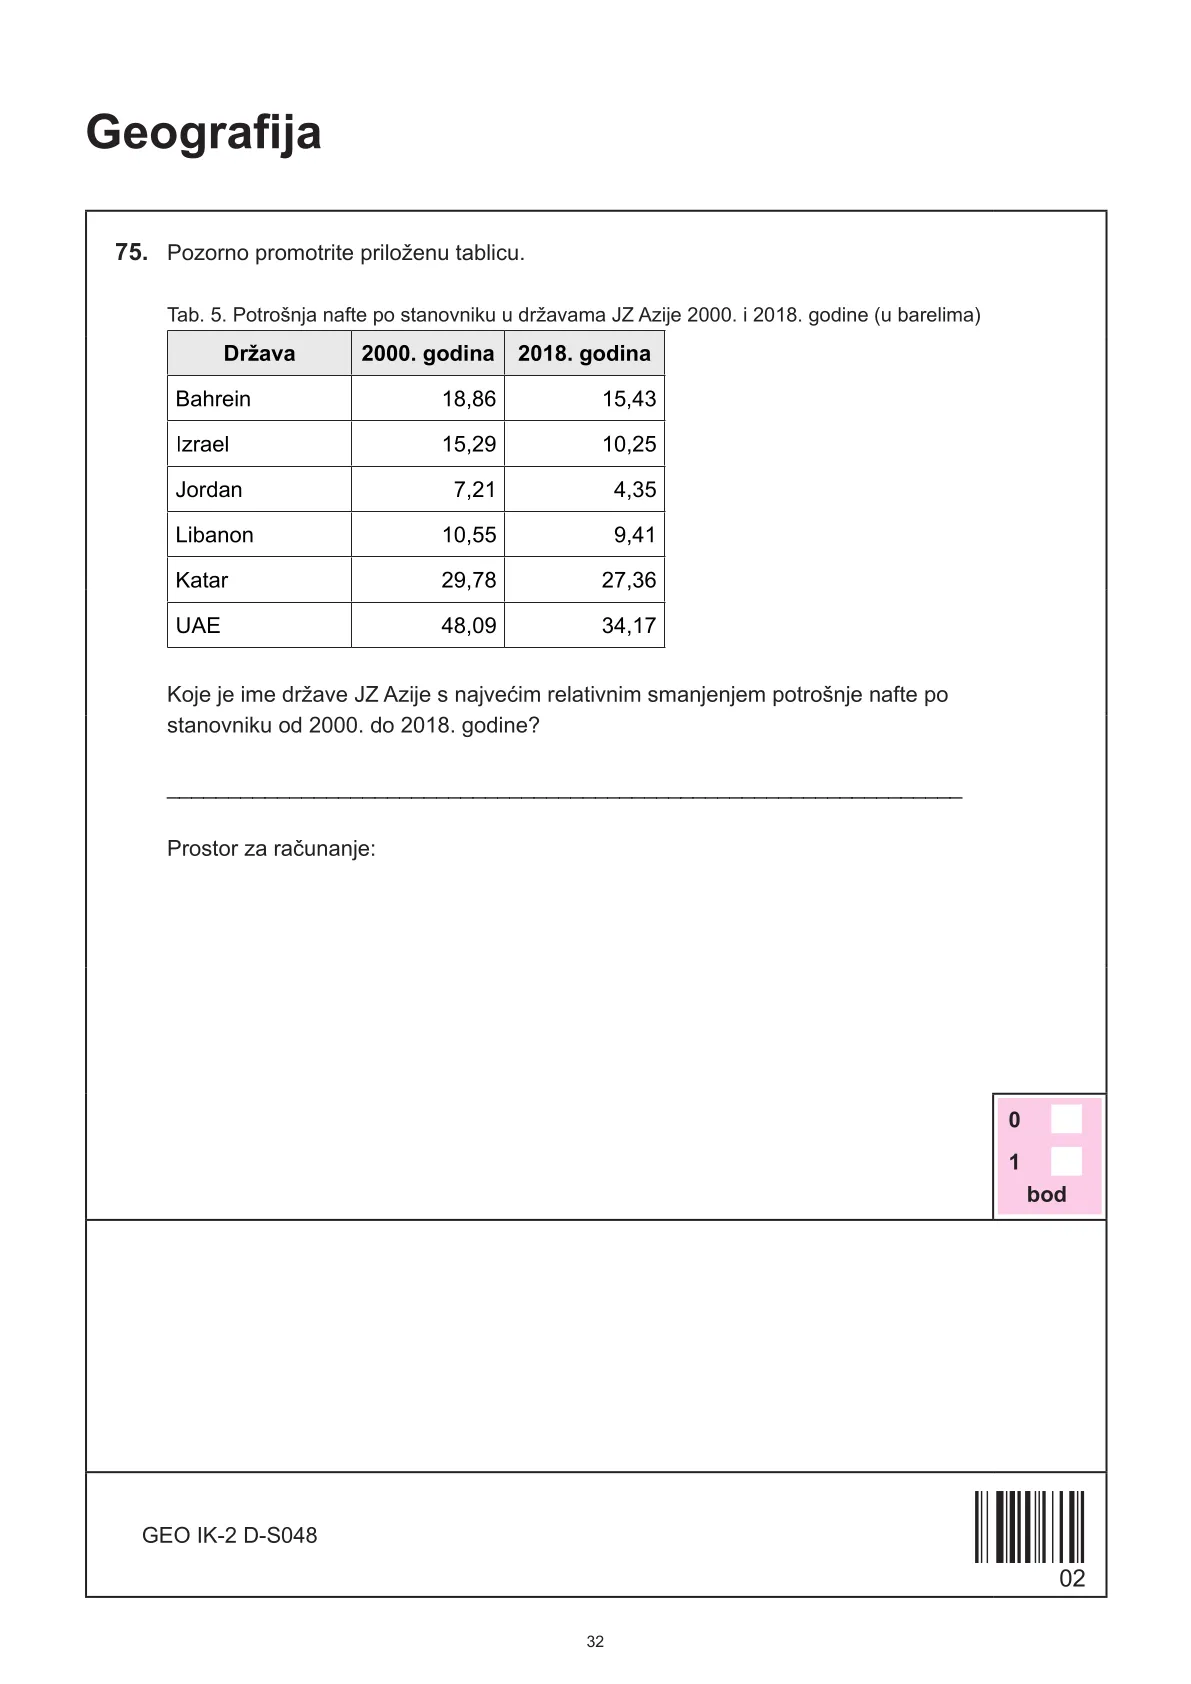 Geografija
75. Pozorno promotrite priloženu tablicu.
Tab. 5. Potrošnja nafte po stanovniku u državama JZ Azije 2000. i 2018. godine (u barelima)
Država 2000. godina 2018. godina
Bahrein 18,86 15,43
Izrael 15,29 10,25
Jordan 7,21 4,35
Libanon 10,55 9,41
Katar 29,78 27,36
UAE 48,09 34,17
Koje je ime države JZ Azije s najvećim relativnim smanjenjem potrošnje nafte po
stanovniku od 2000. do 2018. godine?
Prostor za računanje:
0
1
bod
GEO IK-2 D-S048
02
32